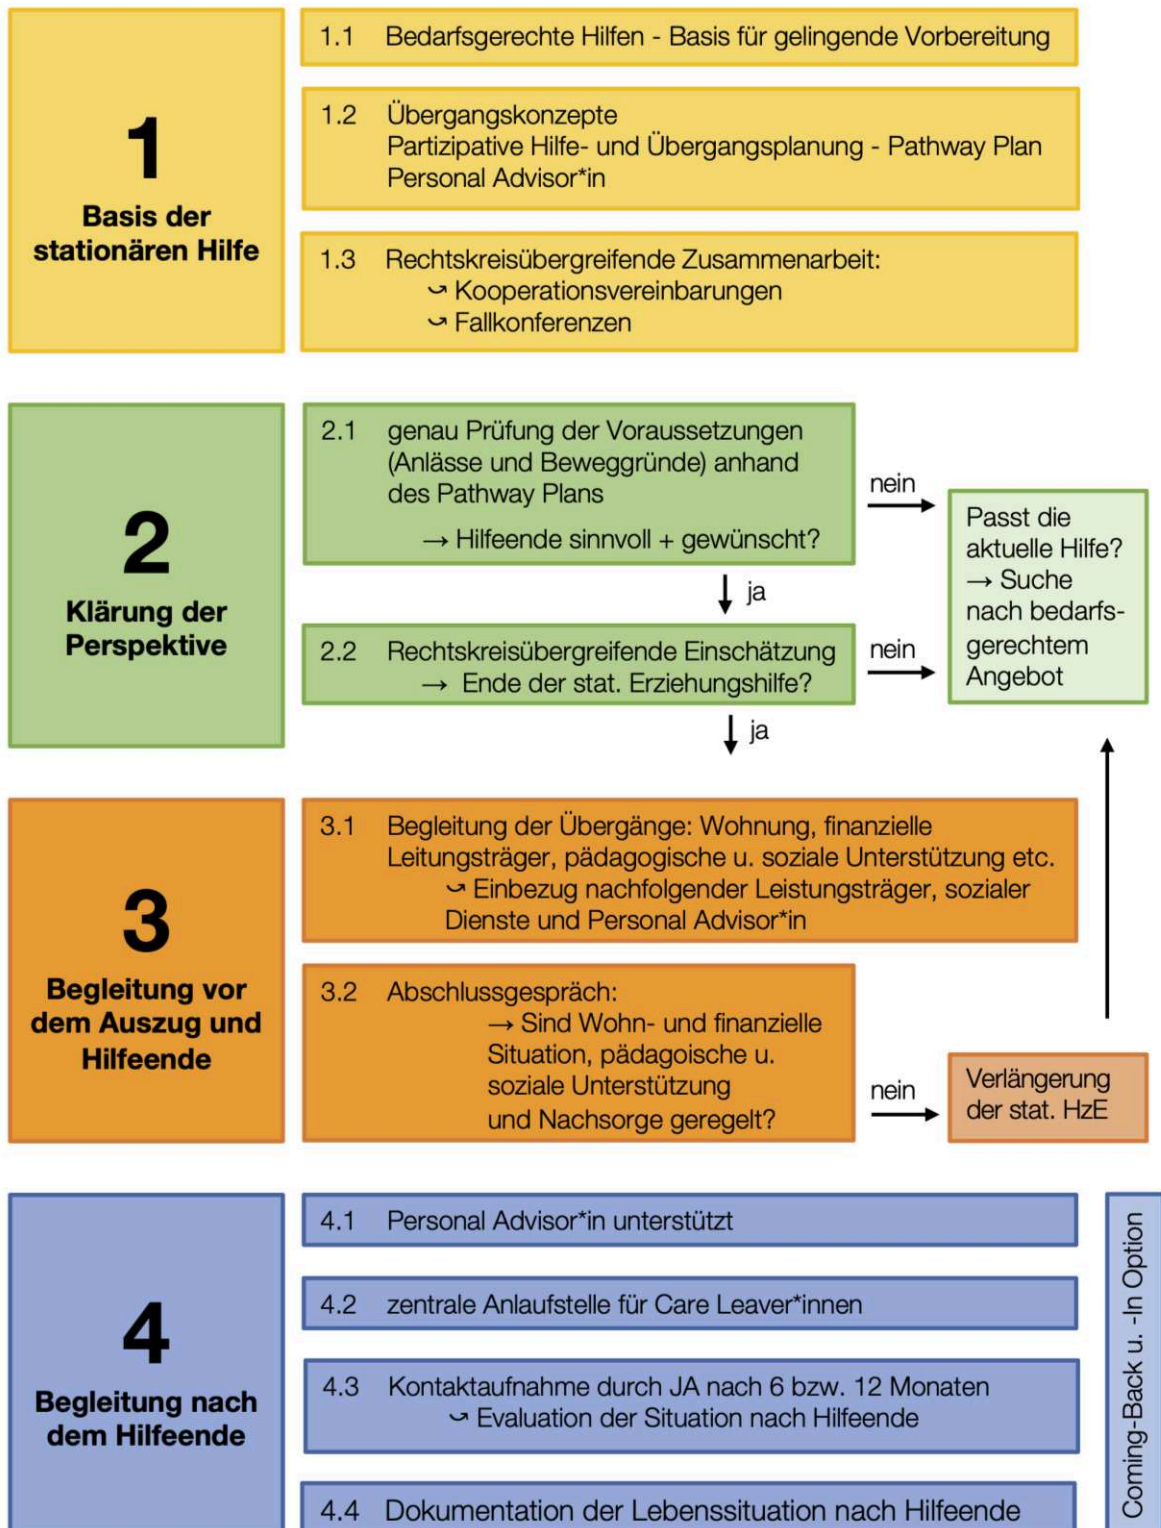 1
Basis der
stationären Hilfe
1.1 Bedarfsgerechte Hilfen - Basis für gelingende Vorbereitung
1.2 Übergangskonzepte
Partizipative Hilfe- und Übergangsplanung - Pathway Plan
Personal Advisor*in
1.3 Rechtskreisübergreifende Zusammenarbeit:
⤿ Kooperationsvereinbarungen
⤿ Fallkonferenzen
2
Klärung der
Perspektive
2.1 genau Prüfung der Voraussetzungen
(Anlässe und Beweggründe) anhand
des Pathway Plans
→ Hilfeende sinnvoll + gewünscht?
nein
ja
2.2 Rechtskreisübergreifende Einschätzung
→ Ende der stat. Erziehungshilfe?
nein
ja
Passt die
aktuelle Hilfe?
→ Suche
nach bedarfs-
gerechtem
Angebot
3
Begleitung vor
dem Auszug und
Hilfeende
3.1 Begleitung der Übergänge: Wohnung, finanzielle
Leitungsträger, pädagogische u. soziale Unterstützung etc.
⤿ Einbezug nachfolgender Leistungsträger, sozialer
Dienste und Personal Advisor*in
3.2 Abschlussgespräch:
→ Sind Wohn- und finanzielle
Situation, pädagoische u.
soziale Unterstützung
und Nachsorge geregelt?
nein
Verlängerung
der stat. HzE
4
Begleitung nach
dem Hilfeende
4.1 Personal Advisor*in unterstützt
4.2 zentrale Anlaufstelle für Care Leaver*innen
4.3 Kontaktaufnahme durch JA nach 6 bzw. 12 Monaten
⤿ Evaluation der Situation nach Hilfeende
4.4 Dokumentation der Lebenssituation nach Hilfeende
Coming-Back u. -In Option